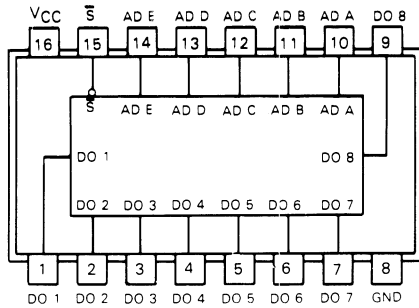 VCC S̅ AD E AD D AD C AD B AD A DO 8
16 15 14 13 12 11 10 9
S̅ AD E AD D AD C AD B AD A
DO 1 DO 8
DO 2 DO 3 DO 4 DO 5 DO 6 DO 7
1 2 3 4 5 6 7 8
DO 1 DO 2 DO 3 DO 4 DO 5 DO 6 DO 7 GND